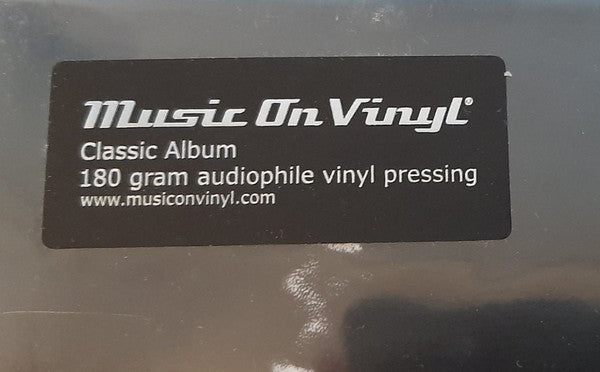 Music On Vinyl®
Classic Album
180 gram audiophile vinyl pressing
www.musiconvinyl.com